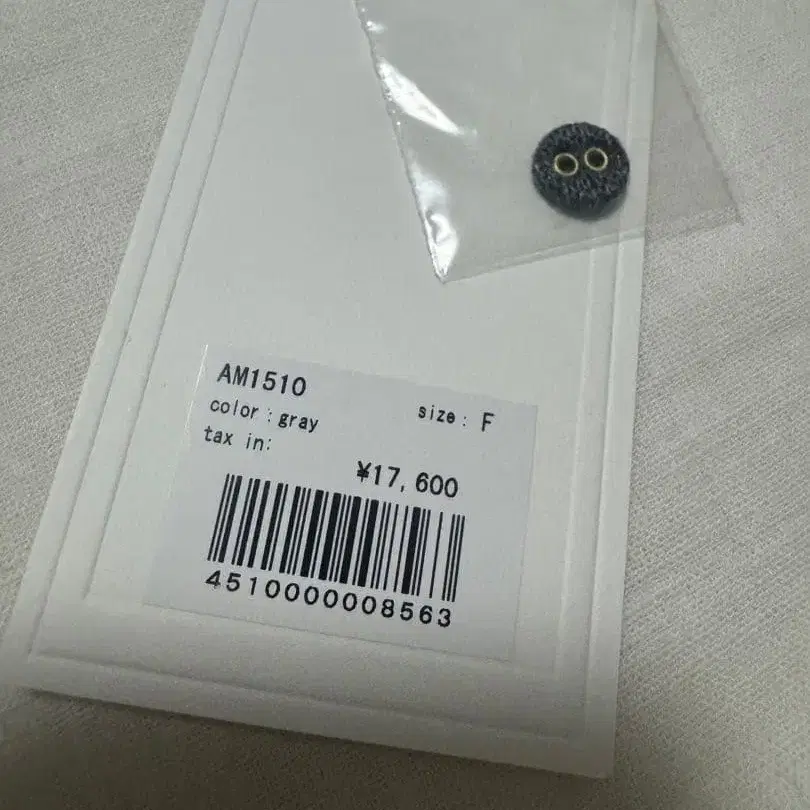 AM1510
color : gray size : F
tax in:
¥17,600
4510000008563